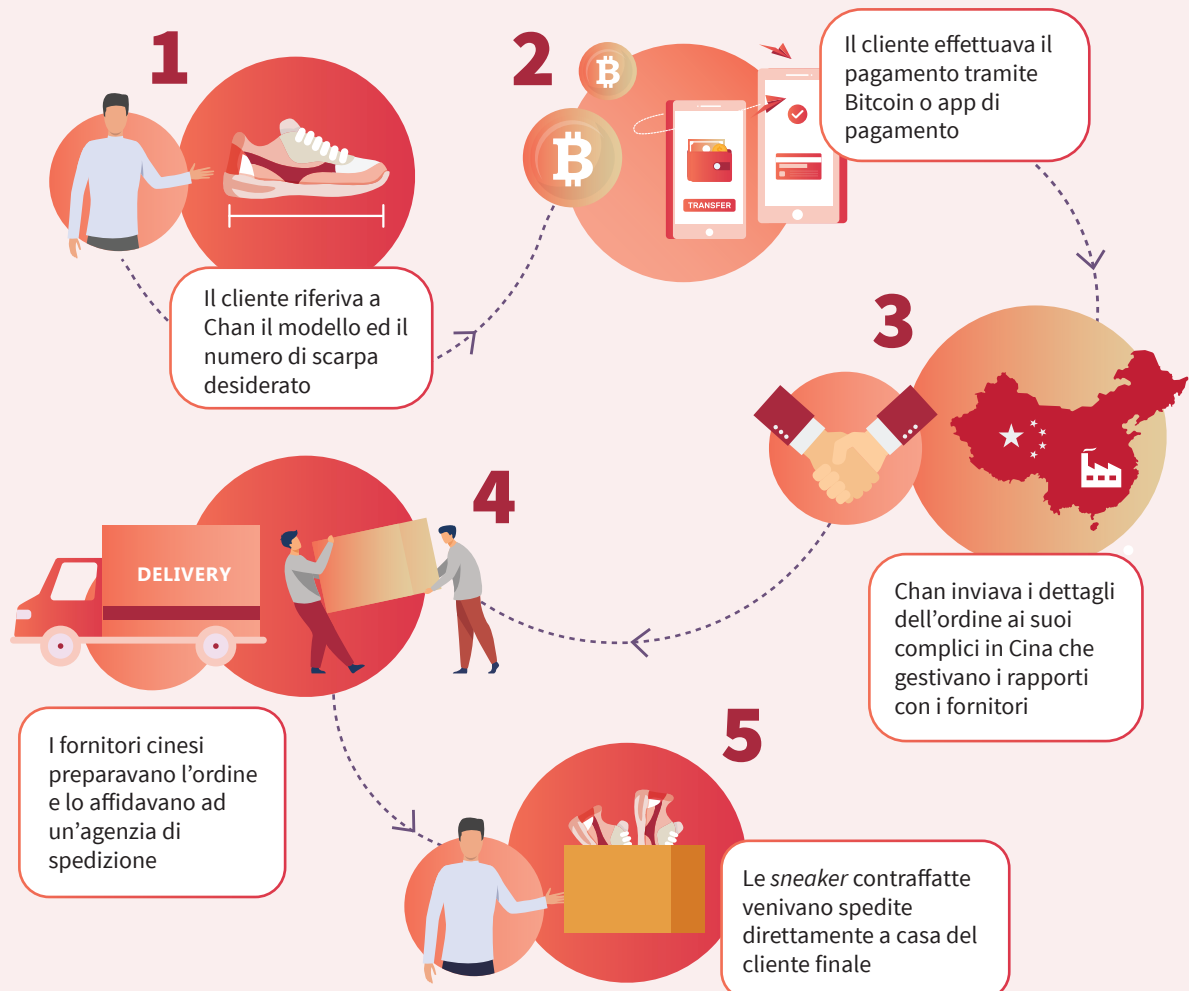 1
Il cliente riferiva a
Chan il modello ed il
numero di scarpa
desiderato
2
TRANSFER
Il cliente effettuava il
pagamento tramite
Bitcoin o app di
pagamento
3
Chan inviava i dettagli
dell’ordine ai suoi
complici in Cina che
gestivano i rapporti
con i fornitori
4
DELIVERY
I fornitori cinesi
preparavano l’ordine
e lo affidavano ad
un’agenzia di
spedizione
5
Le sneaker contraffatte
venivano spedite
direttamente a casa del
cliente finale